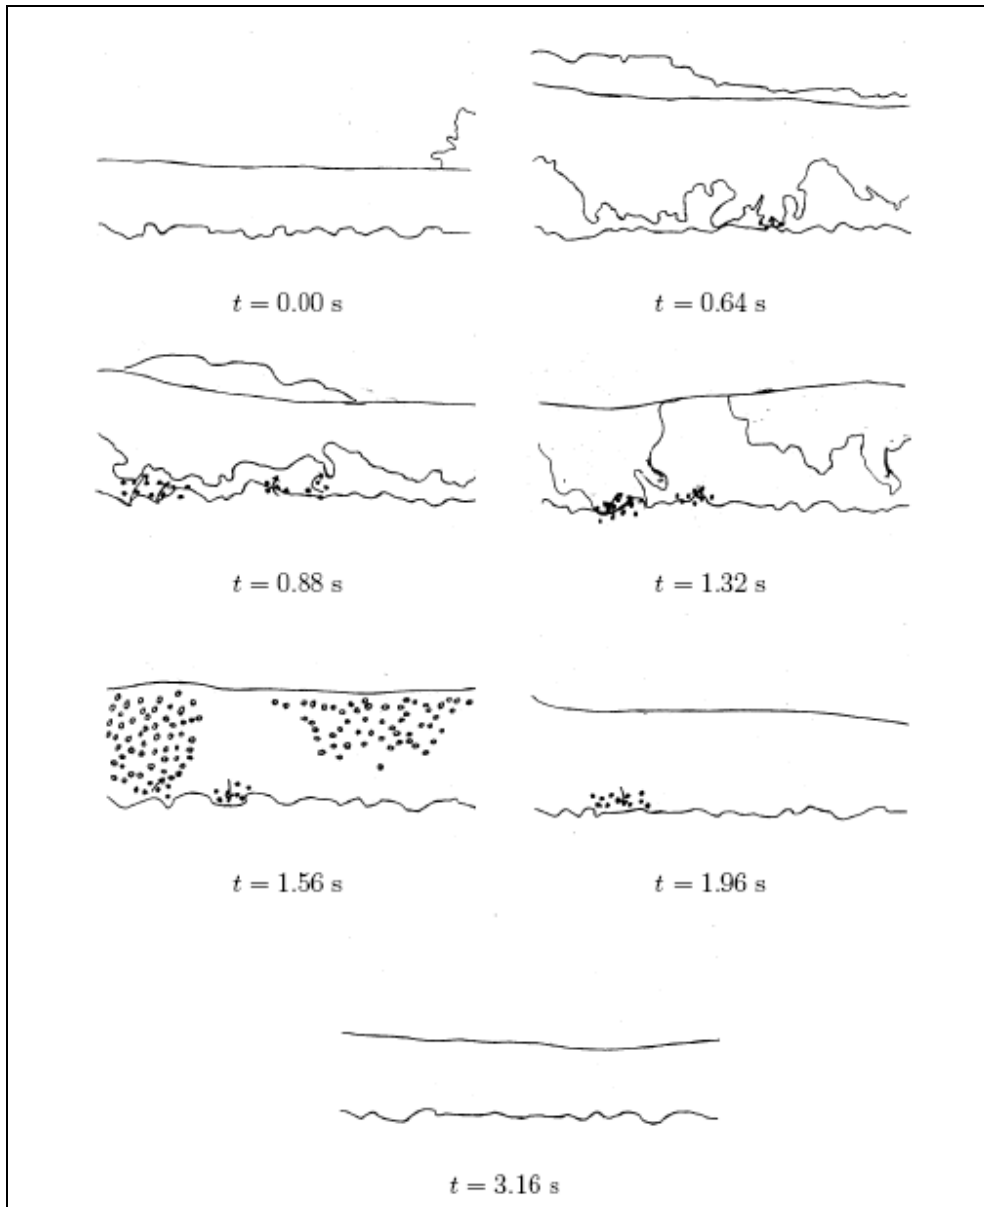 t = 0.00 s
t = 0.64 s
t = 0.88 s
t = 1.32 s
t = 1.56 s
t = 1.96 s
t = 3.16 s